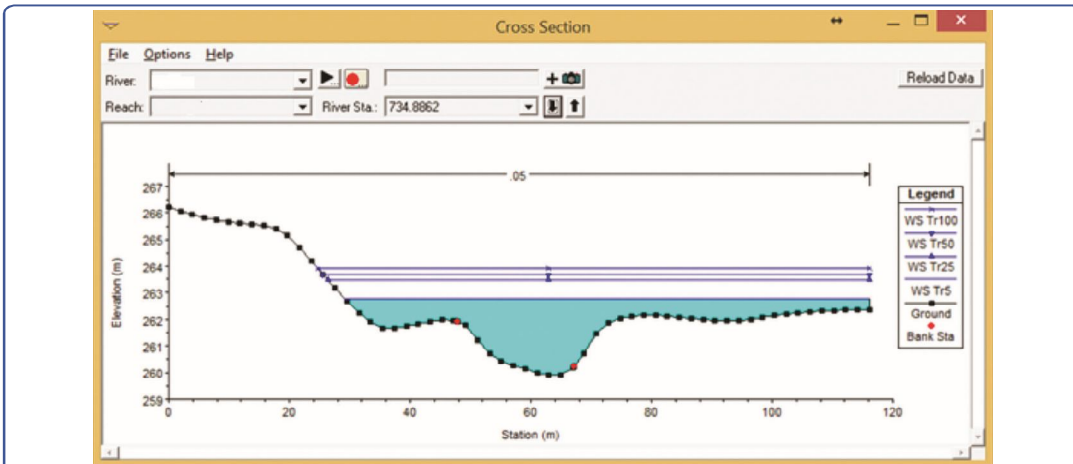 Cross Section
File Options Help
River:
Reload Data
Reach: River Sta.: 734.8862
.05
267
266
265
264
263
262
261
260
259
Elevation (m)
0 20 40 60 80 100 120
Station (m)
Legend
WS Tr100
WS Tr50
WS Tr25
WS Tr5
Ground
Bank Sta